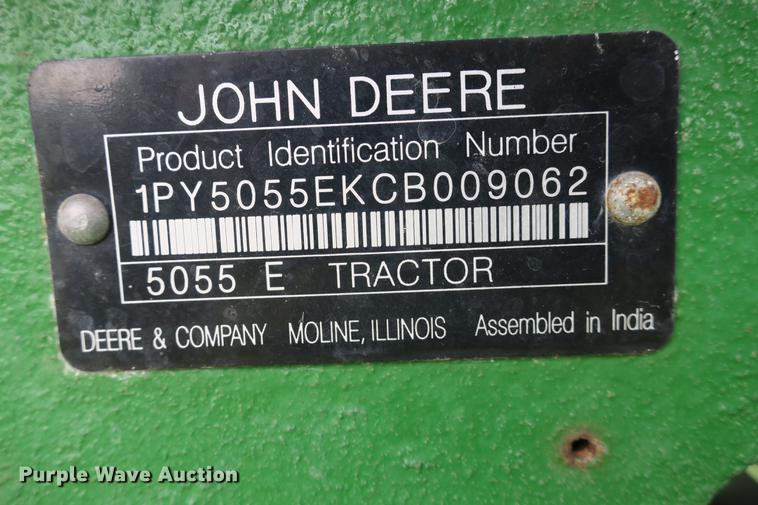 JOHN DEERE
Product Identification Number
1PY5055EKCB009062
5055 E TRACTOR
DEERE & COMPANY MOLINE, ILLINOIS Assembled in India
Purple Wave Auction